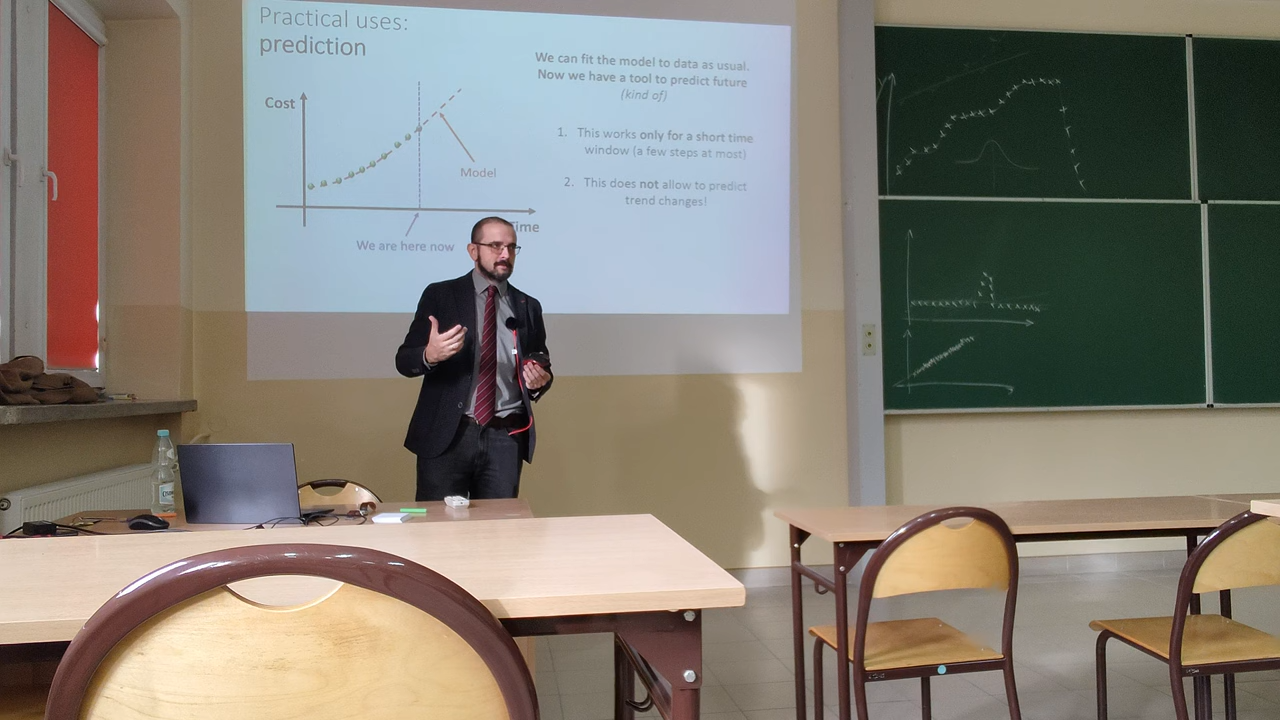 Practical uses:
prediction
We can fit the model to data as usual.
Now we have a tool to predict future
(kind of)
Cost
1. This works only for a short time
window (a few steps at most)
Model
2. This does not allow to predict
trend changes!
We are here now